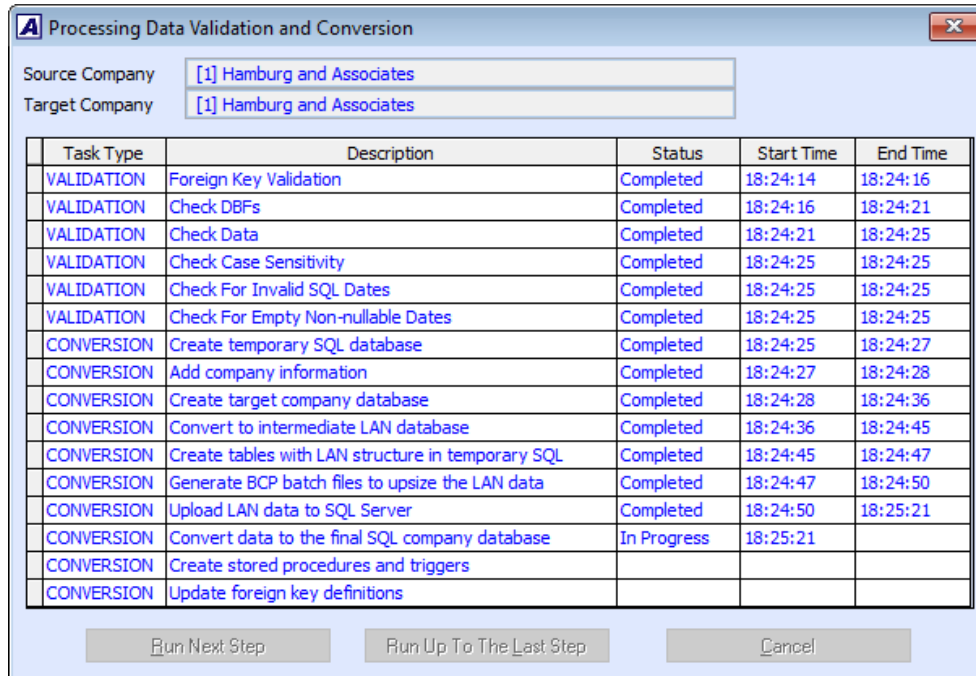 A Processing Data Validation and Conversion
Source Company [1] Hamburg and Associates
Target Company [1] Hamburg and Associates
Task Type Description Status Start Time End Time
VALIDATION Foreign Key Validation Completed 18:24:14 18:24:16
VALIDATION Check DBFs Completed 18:24:16 18:24:21
VALIDATION Check Data Completed 18:24:21 18:24:25
VALIDATION Check Case Sensitivity Completed 18:24:25 18:24:25
VALIDATION Check For Invalid SQL Dates Completed 18:24:25 18:24:25
VALIDATION Check For Empty Non-nullable Dates Completed 18:24:25 18:24:25
CONVERSION Create temporary SQL database Completed 18:24:25 18:24:27
CONVERSION Add company information Completed 18:24:27 18:24:28
CONVERSION Create target company database Completed 18:24:28 18:24:36
CONVERSION Convert to intermediate LAN database Completed 18:24:36 18:24:45
CONVERSION Create tables with LAN structure in temporary SQL Completed 18:24:45 18:24:47
CONVERSION Generate BCP batch files to upsize the LAN data Completed 18:24:47 18:24:50
CONVERSION Upload LAN data to SQL Server Completed 18:24:50 18:25:21
CONVERSION Convert data to the final SQL company database In Progress 18:25:21
CONVERSION Create stored procedures and triggers
CONVERSION Update foreign key definitions
Run Next Step Run Up To The Last Step Cancel